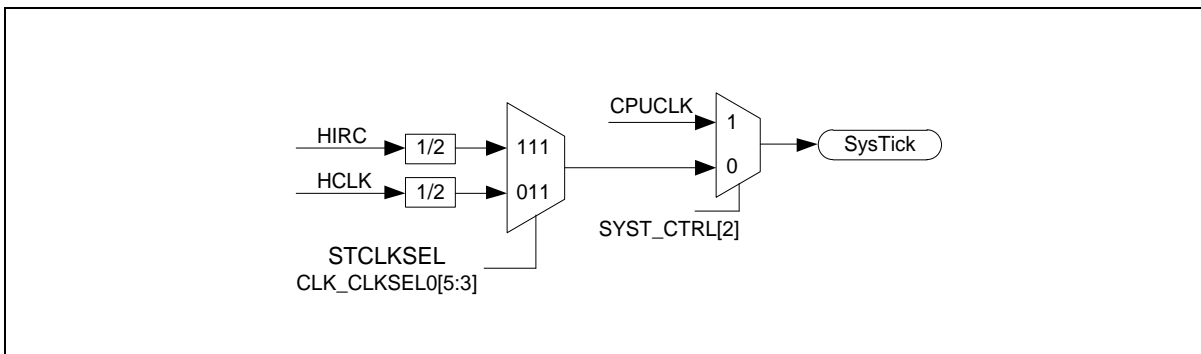 CPUCLK
1
HIRC
1/2
111
SysTick
0
HCLK
1/2
011
SYST_CTRL[2]
STCLKSEL
CLK_CLKSEL0[5:3]